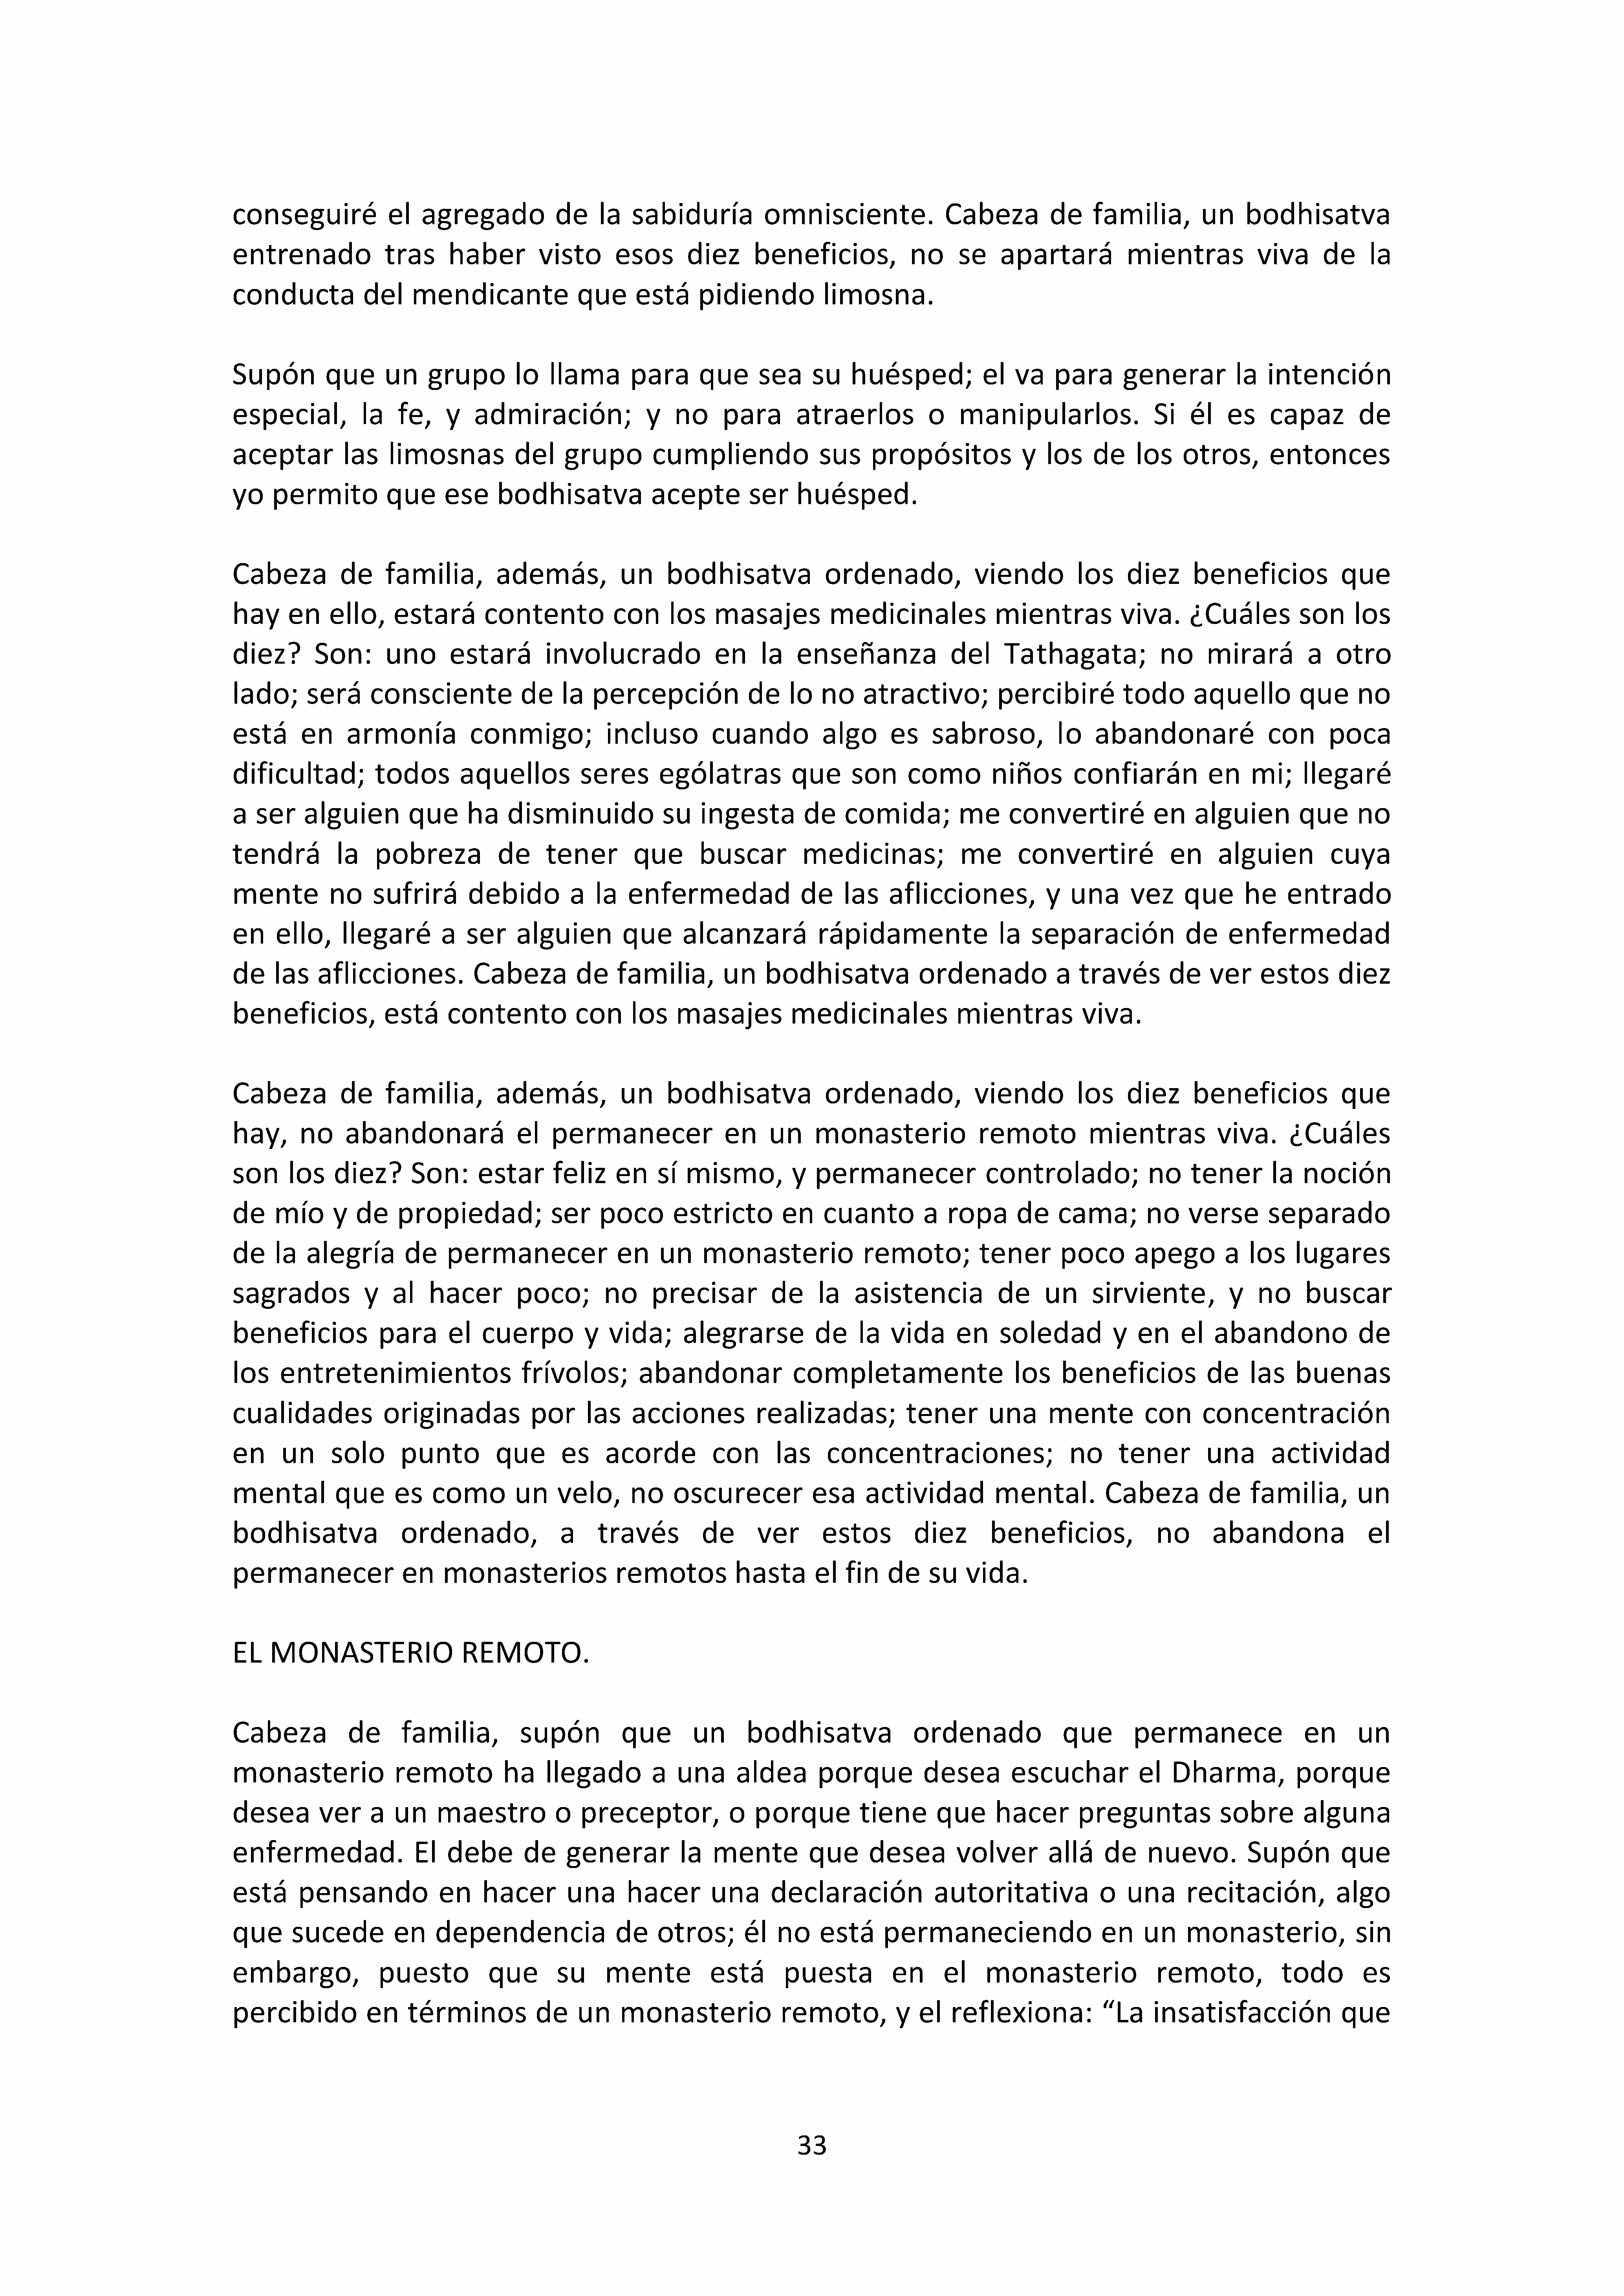 conseguiré el agregado de la sabiduría omnisciente. Cabeza de familia, un bodhisatva
entrenado tras haber visto esos diez beneficios, no se apartará mientras viva de la
conducta del mendicante que está pidiendo limosna.

Supón que un grupo lo llama para que sea su huésped; el va para generar la intención
especial, la fe, y admiración; y no para atraerlos o manipularlos. Si él es capaz de
aceptar las limosnas del grupo cumpliendo sus propósitos y los de los otros, entonces
yo permito que ese bodhisatva acepte ser huésped.

Cabeza de familia, además, un bodhisatva ordenado, viendo los diez beneficios que
hay en ello, estará contento con los masajes medicinales mientras viva. ¿Cuáles son los
diez? Son: uno estará involucrado en la enseñanza del Tathagata; no mirará a otro
lado; será consciente de la percepción de lo no atractivo; percibiré todo aquello que no
está en armonía conmigo; incluso cuando algo es sabroso, lo abandonaré con poca
dificultad; todos aquellos seres ególatras que son como niños confiarán en mi; llegaré
a ser alguien que ha disminuido su ingesta de comida; me convertiré en alguien que no
tendrá la pobreza de tener que buscar medicinas; me convertiré en alguien cuya
mente no sufrirá debido a la enfermedad de las aflicciones, y una vez que he entrado
en ello, llegaré a ser alguien que alcanzará rápidamente la separación de enfermedad
de las aflicciones. Cabeza de familia, un bodhisatva ordenado a través de ver estos diez
beneficios, está contento con los masajes medicinales mientras viva.

Cabeza de familia, además, un bodhisatva ordenado, viendo los diez beneficios que
hay, no abandonará el permanecer en un monasterio remoto mientras viva. ¿Cuáles
son los diez? Son: estar feliz en sí mismo, y permanecer controlado; no tener la noción
de mío y de propiedad; ser poco estricto en cuanto a ropa de cama; no verse separado
de la alegría de permanecer en un monasterio remoto; tener poco apego a los lugares
sagrados y al hacer poco; no precisar de la asistencia de un sirviente, y no buscar
beneficios para el cuerpo y vida; alegrarse de la vida en soledad y en el abandono de
los entretenimientos frívolos; abandonar completamente los beneficios de las buenas
cualidades originadas por las acciones realizadas; tener una mente con concentración
en un solo punto que es acorde con las concentraciones; no tener una actividad
mental que es como un velo, no oscurecer esa actividad mental. Cabeza de familia, un
bodhisatva ordenado, a través de ver estos diez beneficios, no abandona el
permanecer en monasterios remotos hasta el fin de su vida.

EL MONASTERIO REMOTO.

Cabeza de familia, supón que un bodhisatva ordenado que permanece en un
monasterio remoto ha llegado a una aldea porque desea escuchar el Dharma, porque
desea ver a un maestro o preceptor, o porque tiene que hacer preguntas sobre alguna
enfermedad. El debe de generar la mente que desea volver allá de nuevo. Supón que
está pensando en hacer una hacer una declaración autoritativa o una recitación, algo
que sucede en dependencia de otros; él no está permaneciendo en un monasterio, sin
embargo, puesto que su mente está puesta en el monasterio remoto, todo es
percibido en términos de un monasterio remoto, y el reflexiona: “La insatisfacción que

33